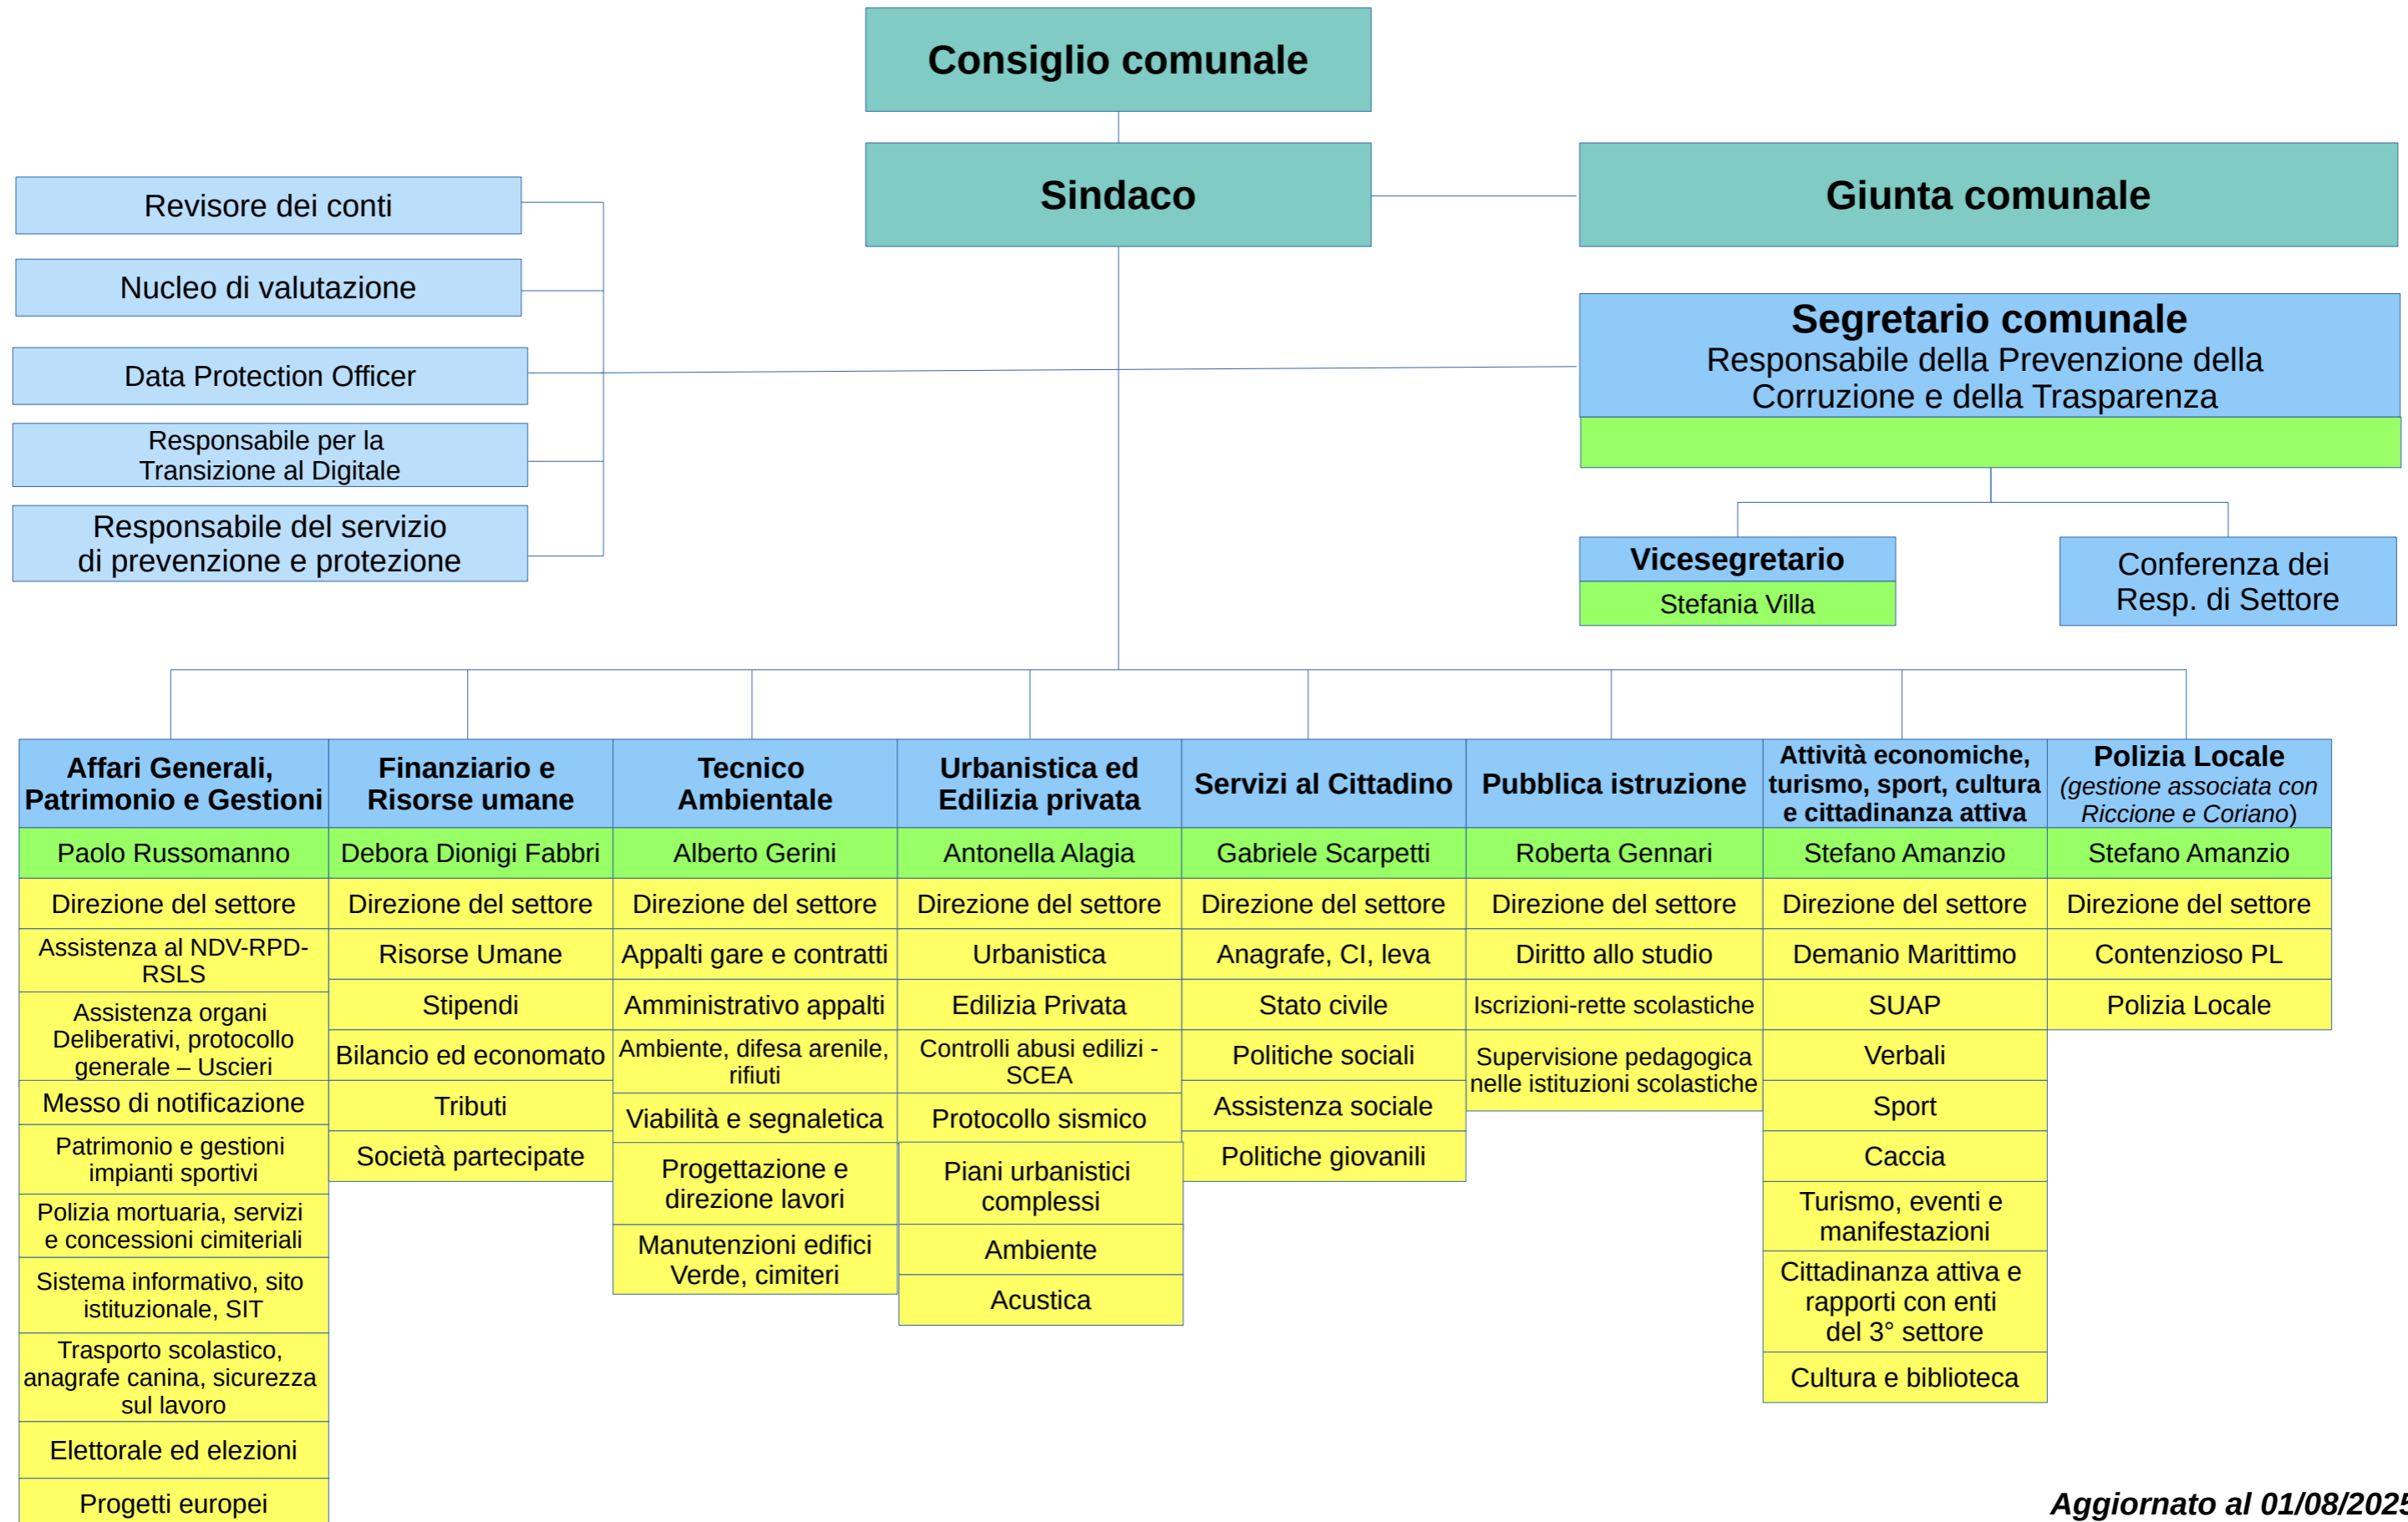 Consiglio comunale
Sindaco
Giunta comunale
Revisore dei conti
Nucleo di valutazione
Data Protection Officer
Responsabile per la
Transizione al Digitale
Responsabile del servizio
di prevenzione e protezione
Segretario comunale
Responsabile della Prevenzione della
Corruzione e della Trasparenza
Vicesegretario
Stefania Villa
Conferenza dei
Resp. di Settore
Affari Generali,
Patrimonio e Gestioni
Paolo Russomanno
Direzione del settore
Assistenza al NDV-RPD-
RSLS
Assistenza organi
Deliberativi, protocollo
generale – Uscieri
Messo di notificazione
Patrimonio e gestioni
impianti sportivi
Polizia mortuaria, servizi
e concessioni cimiteriali
Sistema informativo, sito
istituzionale, SIT
Trasporto scolastico,
anagrafe canina, sicurezza
sul lavoro
Elettorale ed elezioni
Progetti europei
Finanziario e
Risorse umane
Debora Dionigi Fabbri
Direzione del settore
Risorse Umane
Stipendi
Bilancio ed economato
Tributi
Società partecipate
Tecnico
Ambientale
Alberto Gerini
Direzione del settore
Appalti gare e contratti
Amministrativo appalti
Ambiente, difesa arenile,
rifiuti
Viabilità e segnaletica
Progettazione e
direzione lavori
Manutenzioni edifici
Verde, cimiteri
Urbanistica ed
Edilizia privata
Antonella Alagia
Direzione del settore
Urbanistica
Edilizia Privata
Controlli abusi edilizi -
SCEA
Protocollo sismico
Piani urbanistici
complessi
Ambiente
Acustica
Servizi al Cittadino
Gabriele Scarpetti
Direzione del settore
Anagrafe, CI, leva
Stato civile
Politiche sociali
Assistenza sociale
Politiche giovanili
Pubblica istruzione
Roberta Gennari
Direzione del settore
Diritto allo studio
Iscrizioni-rette scolastiche
Supervisione pedagogica
nelle istituzioni scolastiche
Attività economiche,
turismo, sport, cultura
e cittadinanza attiva
Stefano Amanzio
Direzione del settore
Demanio Marittimo
SUAP
Verbali
Sport
Caccia
Turismo, eventi e
manifestazioni
Cittadinanza attiva e
rapporti con enti
del 3° settore
Cultura e biblioteca
Polizia Locale
(gestione associata con
Riccione e Coriano)
Stefano Amanzio
Direzione del settore
Contenzioso PL
Polizia Locale
Aggiornato al 01/08/2025